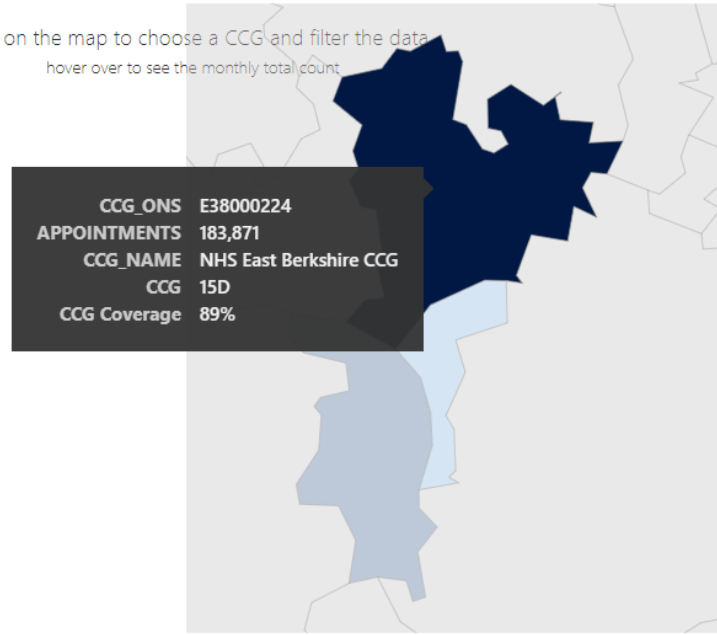 on the map to choose a CCG and filter the data
hover over to see the monthly total count
CCG_ONS E38000224
APPOINTMENTS 183,871
CCG_NAME NHS East Berkshire CCG
CCG 15D
CCG Coverage 89%